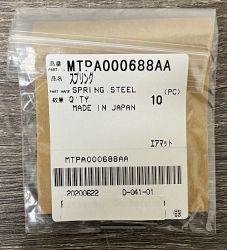 品番 MTPA000688AA
品名 スプリング
PART NAME SPRING,STEEL
数量 Q'TY 10 (PC)
MADE IN JAPAN
エアマット
MTPA000688AA
20200622 D-041-01